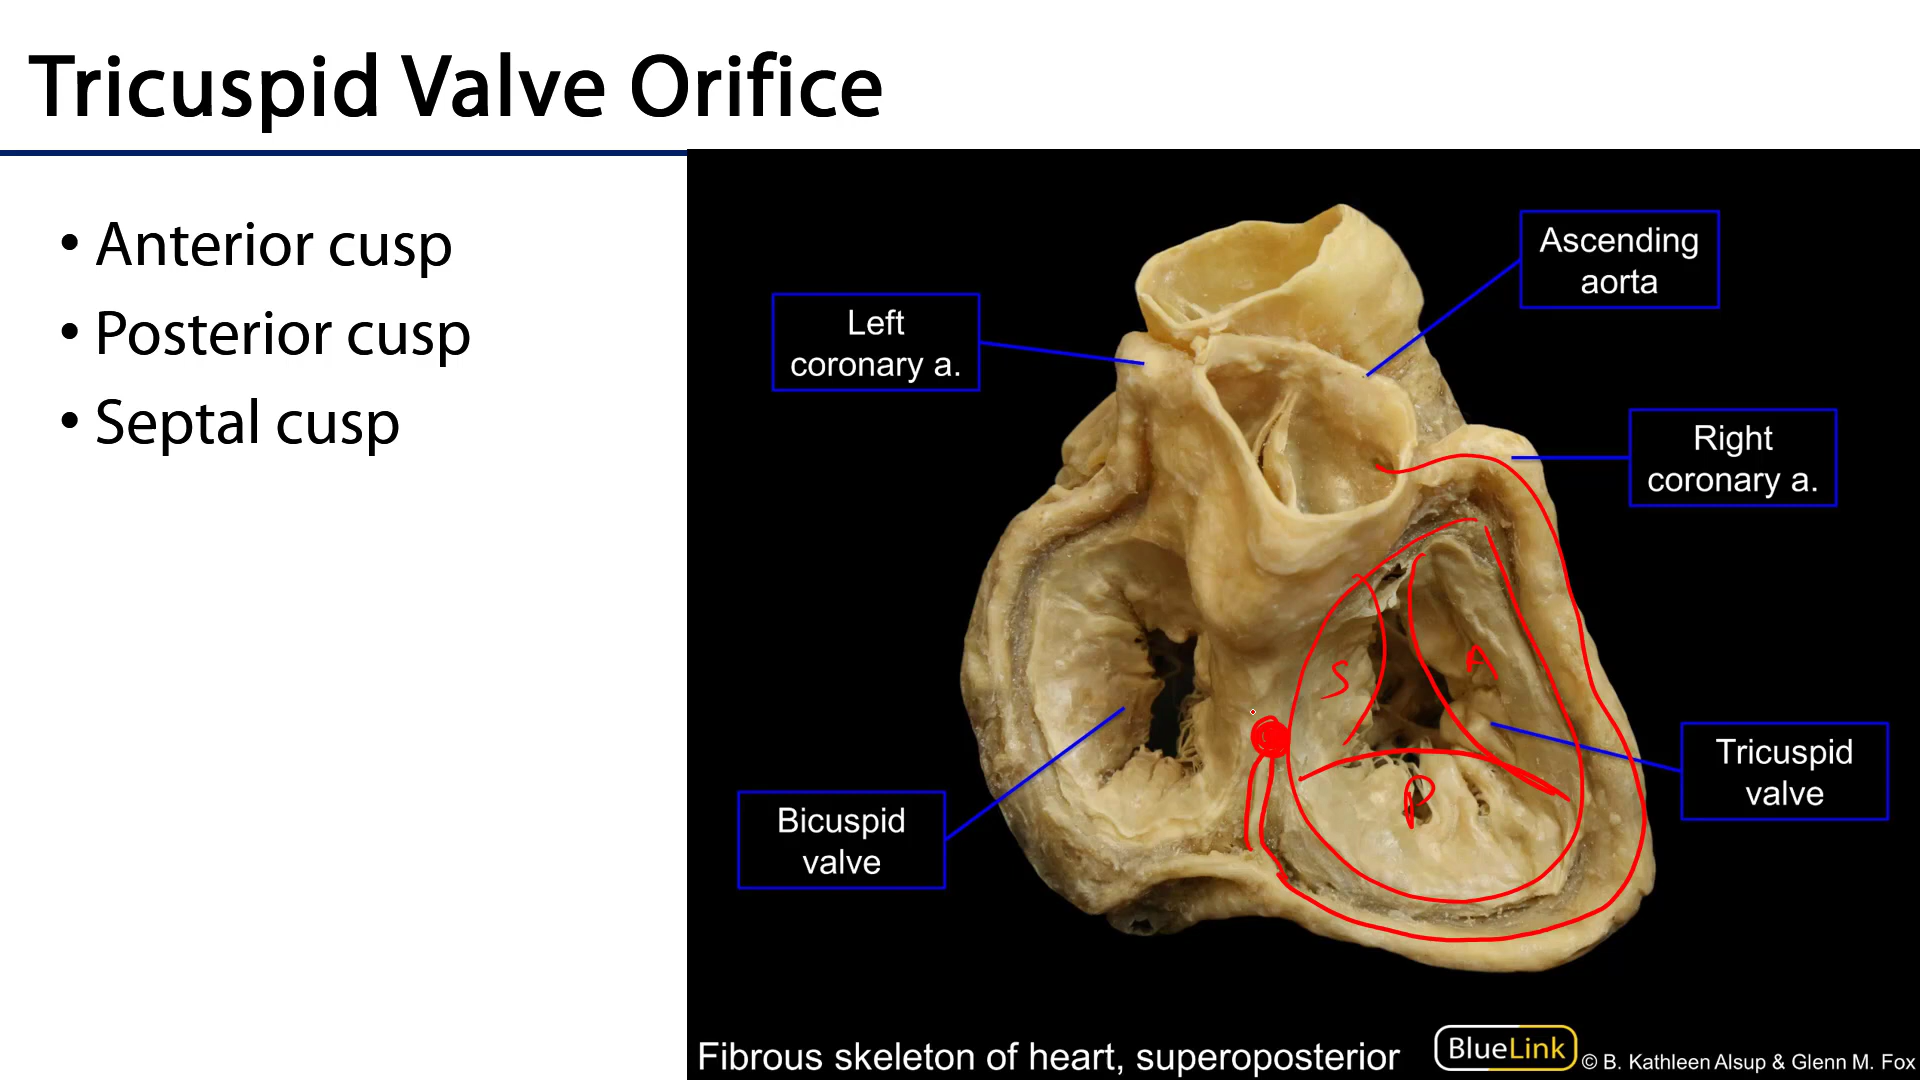 Tricuspid Valve Orifice
• Anterior cusp
• Posterior cusp
• Septal cusp
Ascending
aorta
Left
coronary a.
Right
coronary a.
S
A
Tricuspid
valve
P
Bicuspid
valve
Fibrous skeleton of heart, superoposterior
BlueLink
© B. Kathleen Alsup & Glenn M. Fox